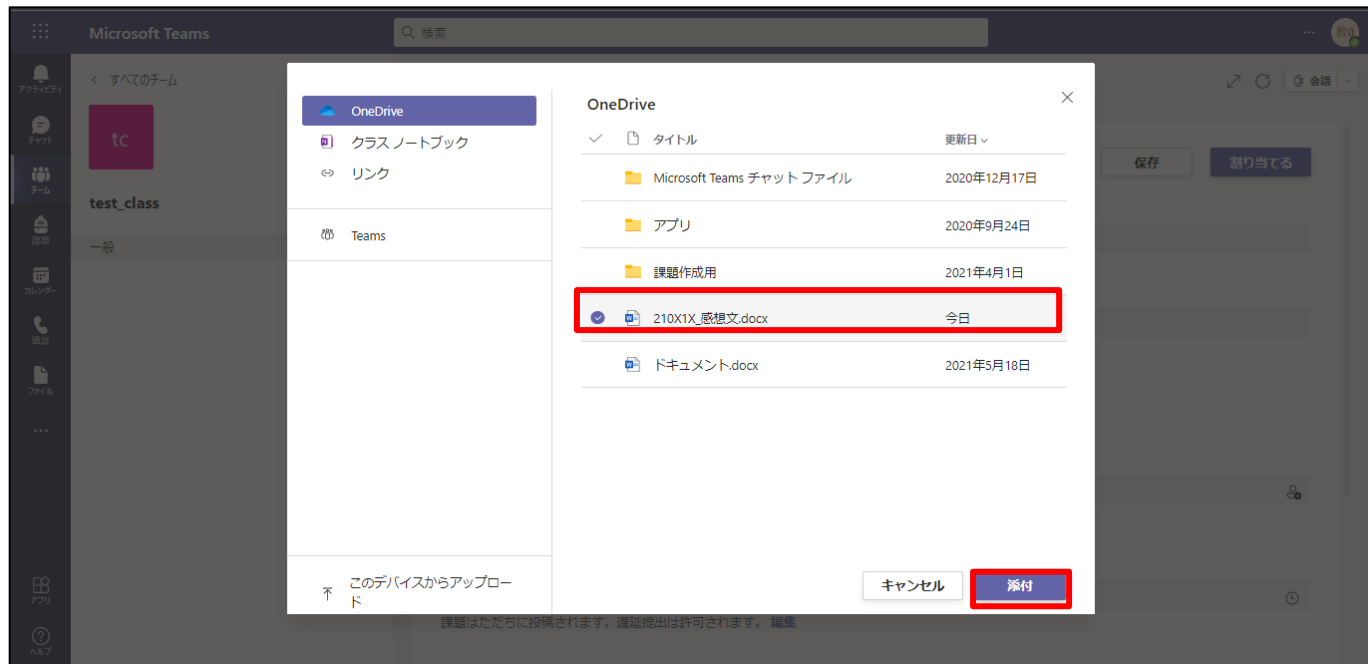 Microsoft Teams
検索
アクティビティ
チャット
チーム
課題
カレンダー
通話
ファイル
アプリ
ヘルプ
すべてのチーム
tc
test_class
一般
会議
保存
割り当てる
OneDrive
クラス ノートブック
リンク
Teams
このデバイスからアップロー
ド
OneDrive
タイトル 更新日
Microsoft Teams チャット ファイル 2020年12月17日
アプリ 2020年9月24日
課題作成用 2021年4月1日
210X1X_感想文.docx 今日
ドキュメント.docx 2021年5月18日
キャンセル 添付
課題はただちに投稿されます。遅延提出は許可されます。 編集